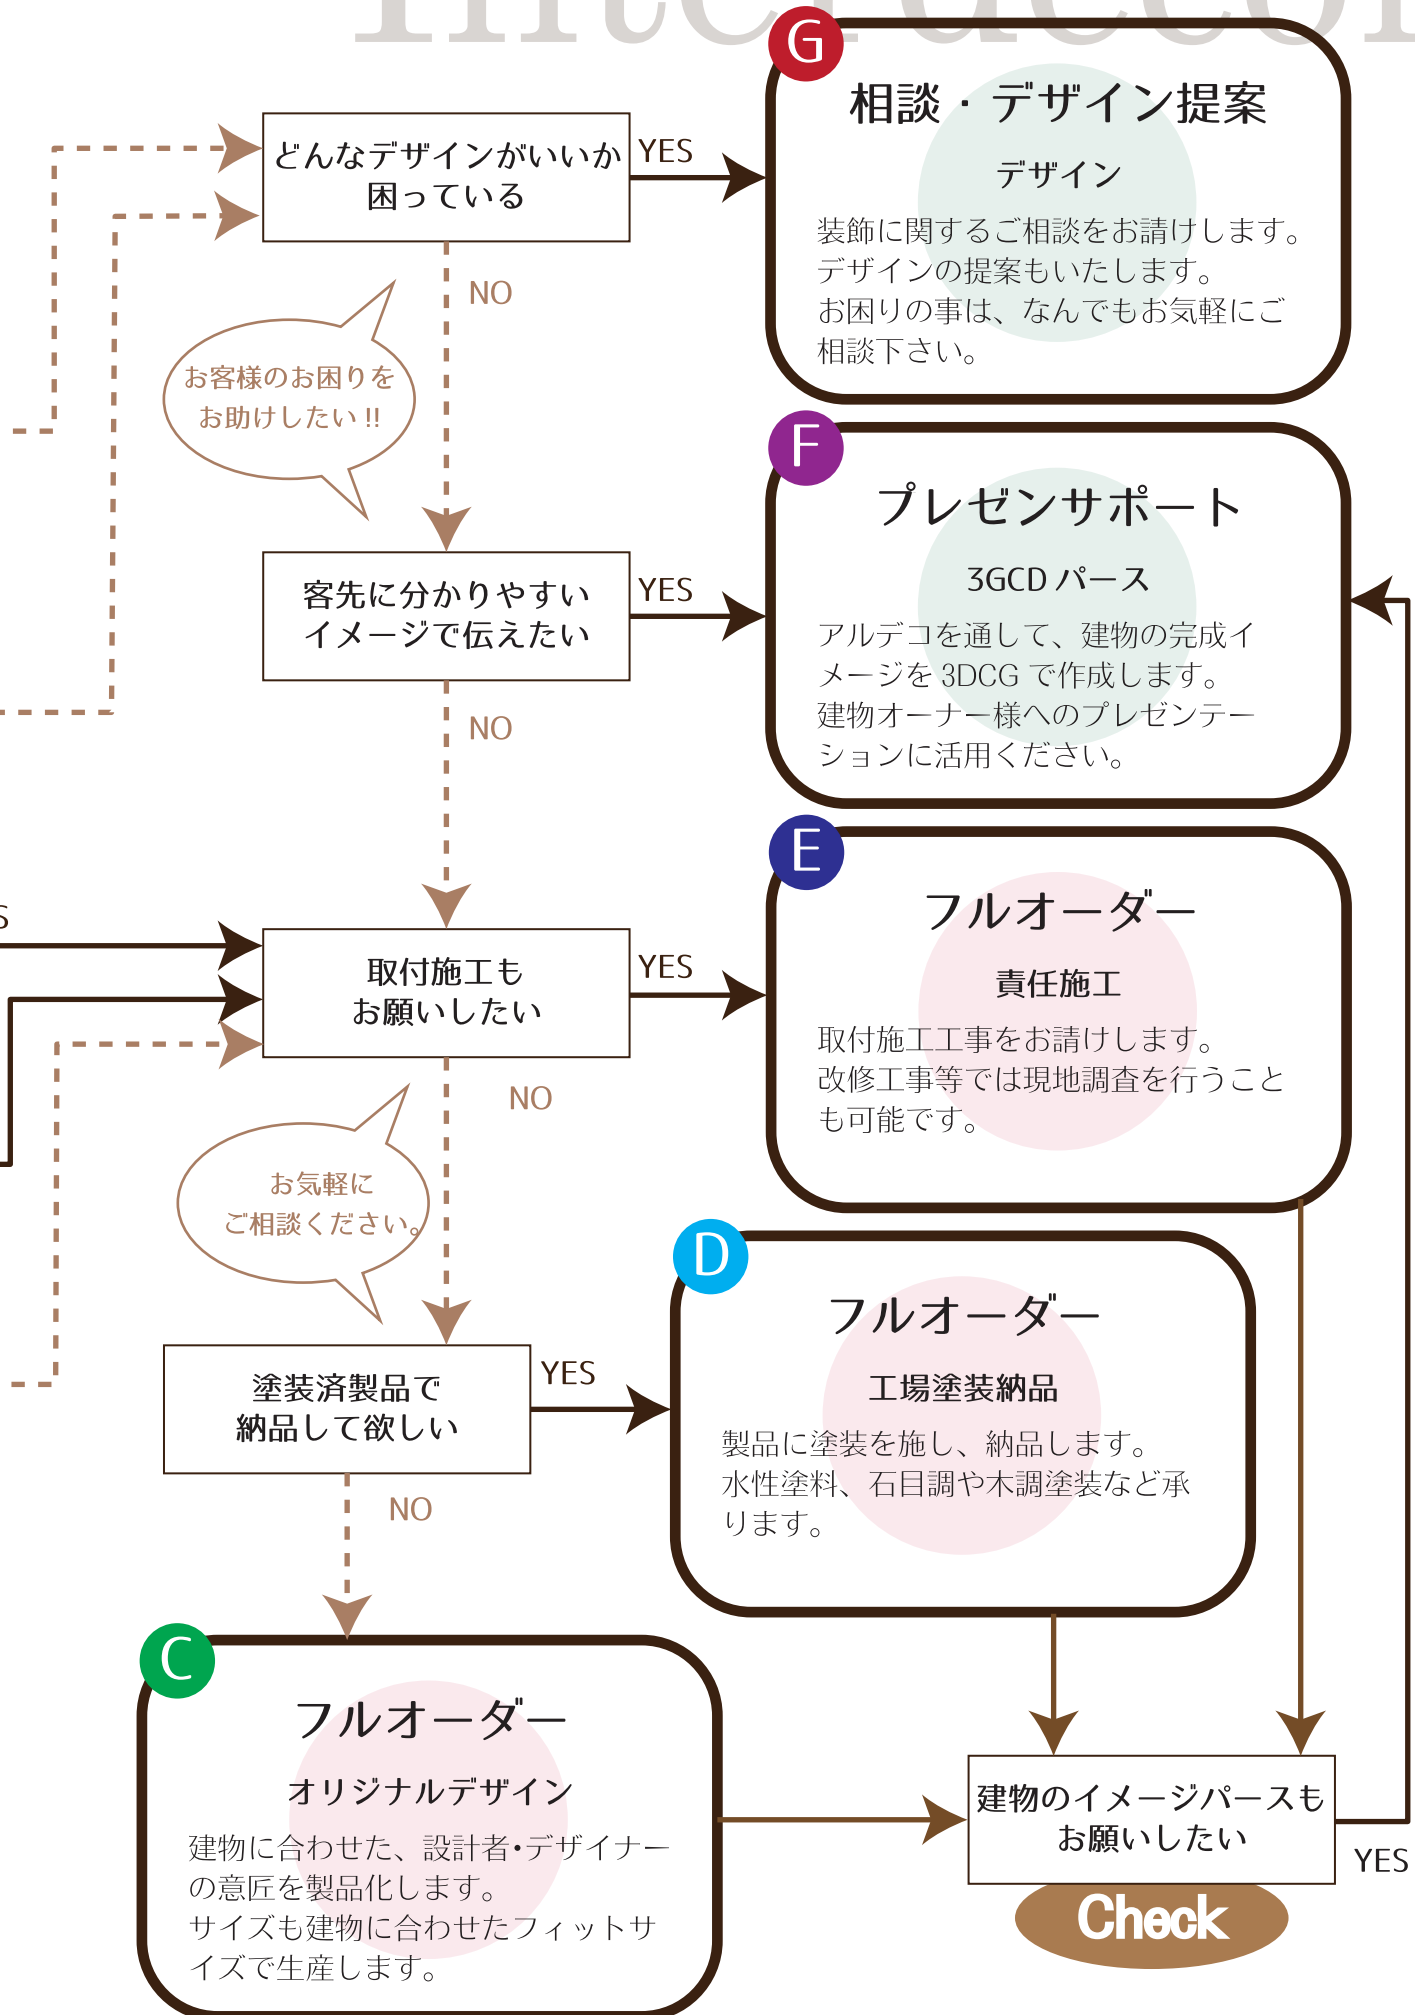 G
相談・デザイン提案
デザイン
装飾に関するご相談をお請けします。
デザインの提案もいたします。
お困りの事は、なんでもお気軽にご
相談下さい。
どんなデザインがいいか
困っている
YES
NO
お客様のお困りを
お助けしたい!!
F
プレゼンサポート
3GCDパース
アルデコを通して、建物の完成イ
メージを3DCGで作成します。
建物オーナー様へのプレゼンテー
ションに活用ください。
客先に分かりやすい
イメージで伝えたい
YES
NO
E
フルオーダー
責任施工
取付施工工事をお請けします。
改修工事等では現地調査を行うこと
も可能です。
取付施工も
お願いしたい
YES
NO
お気軽に
ご相談ください。
D
フルオーダー
工場塗装納品
製品に塗装を施し、納品します。
水性塗料、石目調や木調塗装など承
ります。
塗装済製品で
納品して欲しい
YES
NO
C
フルオーダー
オリジナルデザイン
建物に合わせた、設計者・デザイナー
の意匠を製品化します。
サイズも建物に合わせたフィットサ
イズで生産します。
建物のイメージパースも
お願いしたい
YES
Check